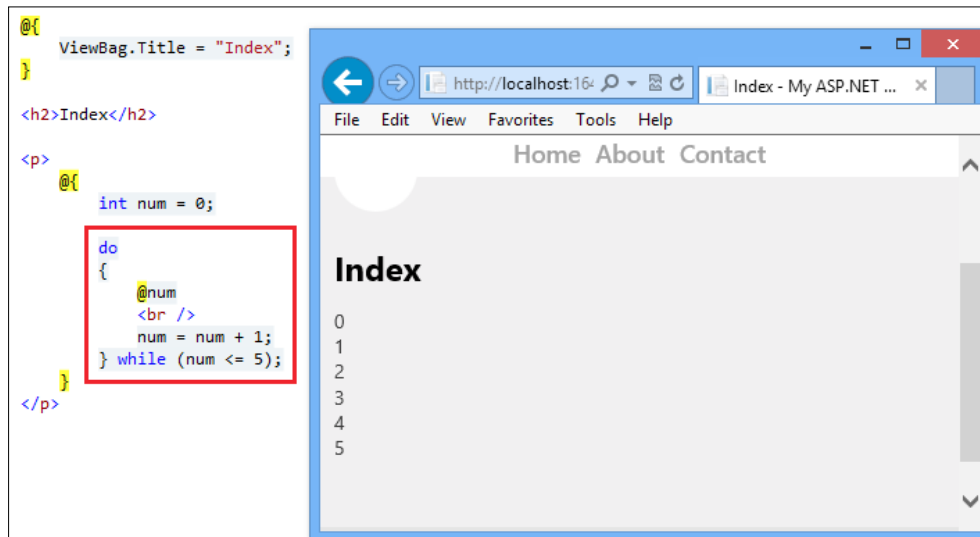 @{
ViewBag.Title = "Index";
}
<h2>Index</h2>
<p>
@{
int num = 0;
do
{
@num
<br />
num = num + 1;
} while (num <= 5);
}
</p>
http://localhost:164
Index - My ASP.NET ...
File Edit View Favorites Tools Help
Home About Contact
Index
0
1
2
3
4
5